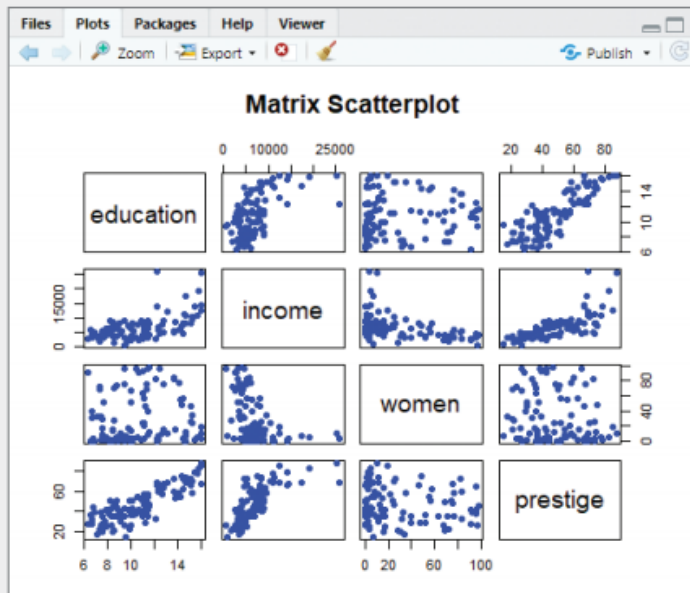 Files Plots Packages Help Viewer
Zoom Export Publish
Matrix Scatterplot
0 10000 25000 20 40 60 80
education
6 10 14
income
0 15000
women
0 40 80
prestige
20 60
6 8 10 14 0 20 60 100